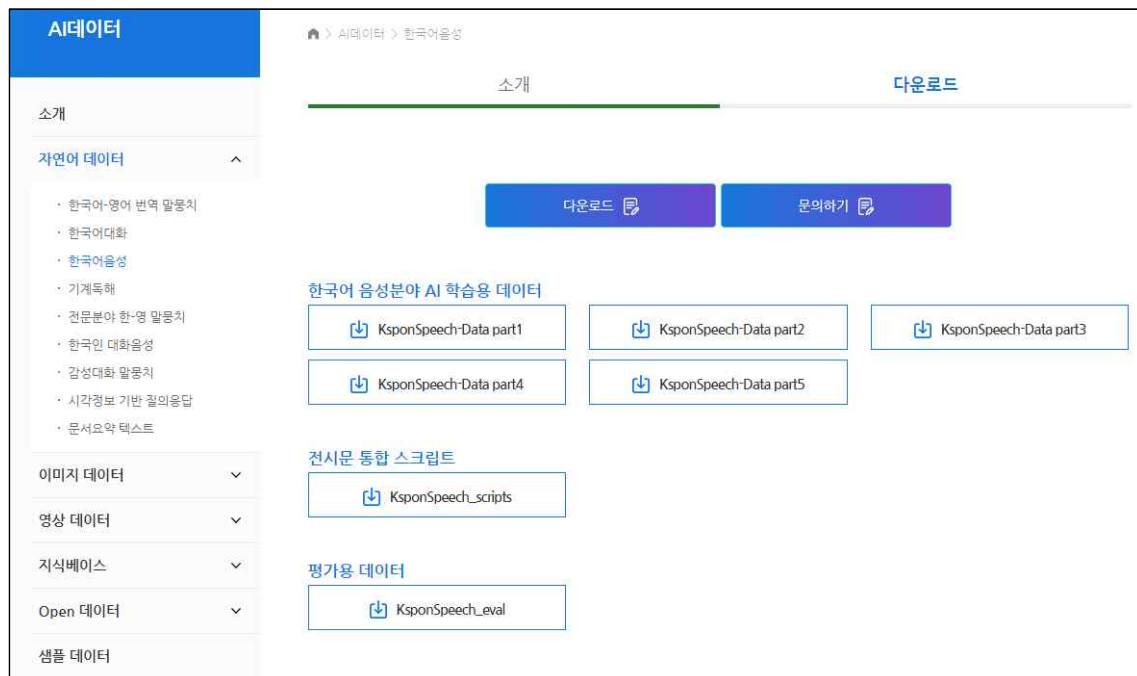 AI데이터
소개
자연어 데이터
· 한국어-영어 번역 말뭉치
· 한국어대화
· 한국어음성
· 기계독해
· 전문분야 한-영 말뭉치
· 한국인 대화음성
· 감성대화 말뭉치
· 시각정보 기반 질의응답
· 문서요약 텍스트
이미지 데이터
영상 데이터
지식베이스
Open 데이터
샘플 데이터
> AI데이터 > 한국어음성
소개 다운로드
다운로드 문의하기
한국어 음성분야 AI 학습용 데이터
KsponSpeech-Data part1 KsponSpeech-Data part2 KsponSpeech-Data part3
KsponSpeech-Data part4 KsponSpeech-Data part5
전시문 통합 스크립트
KsponSpeech_scripts
평가용 데이터
KsponSpeech_eval